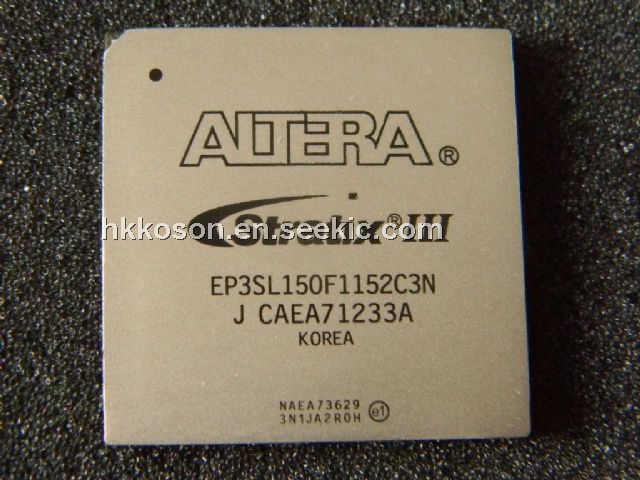 ALTERA®
hkkoson.en.seekic.com
Stratix® III
EP3SL150F1152C3N
J CAEA71233A
KOREA
NAEA73629
3N1JA2R0H e1